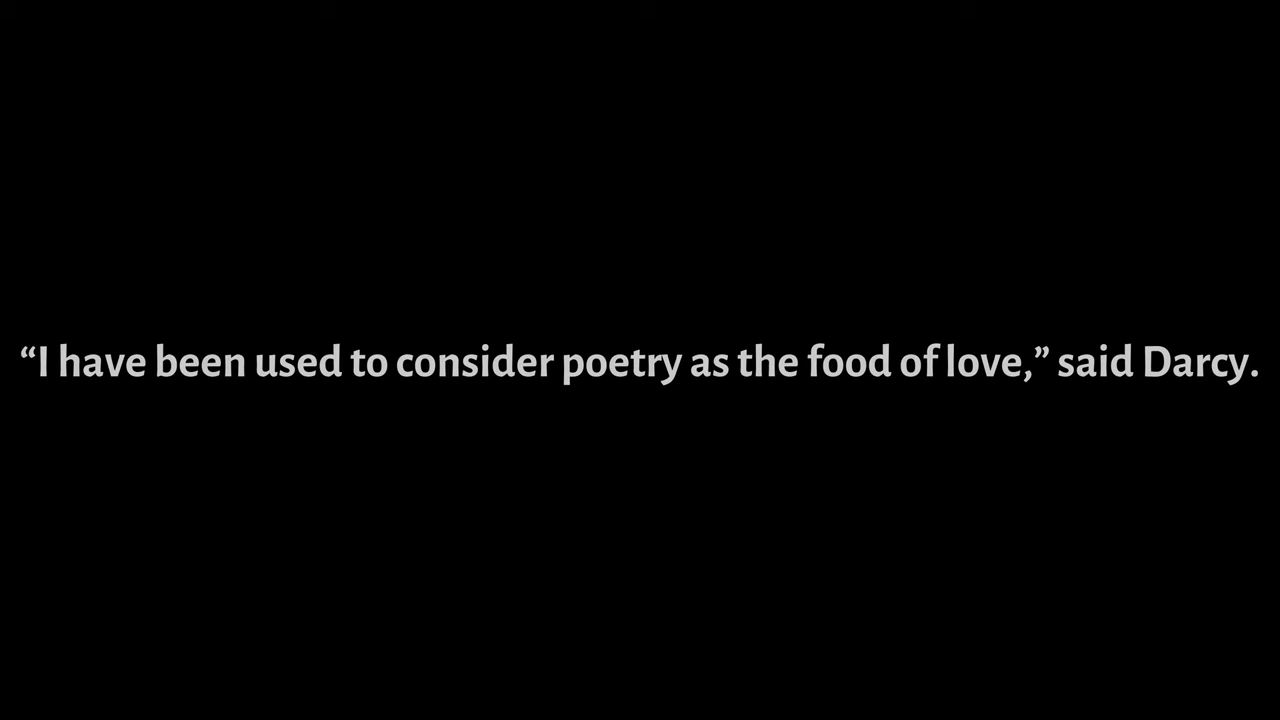 “I have been used to consider poetry as the food of love,” said Darcy.